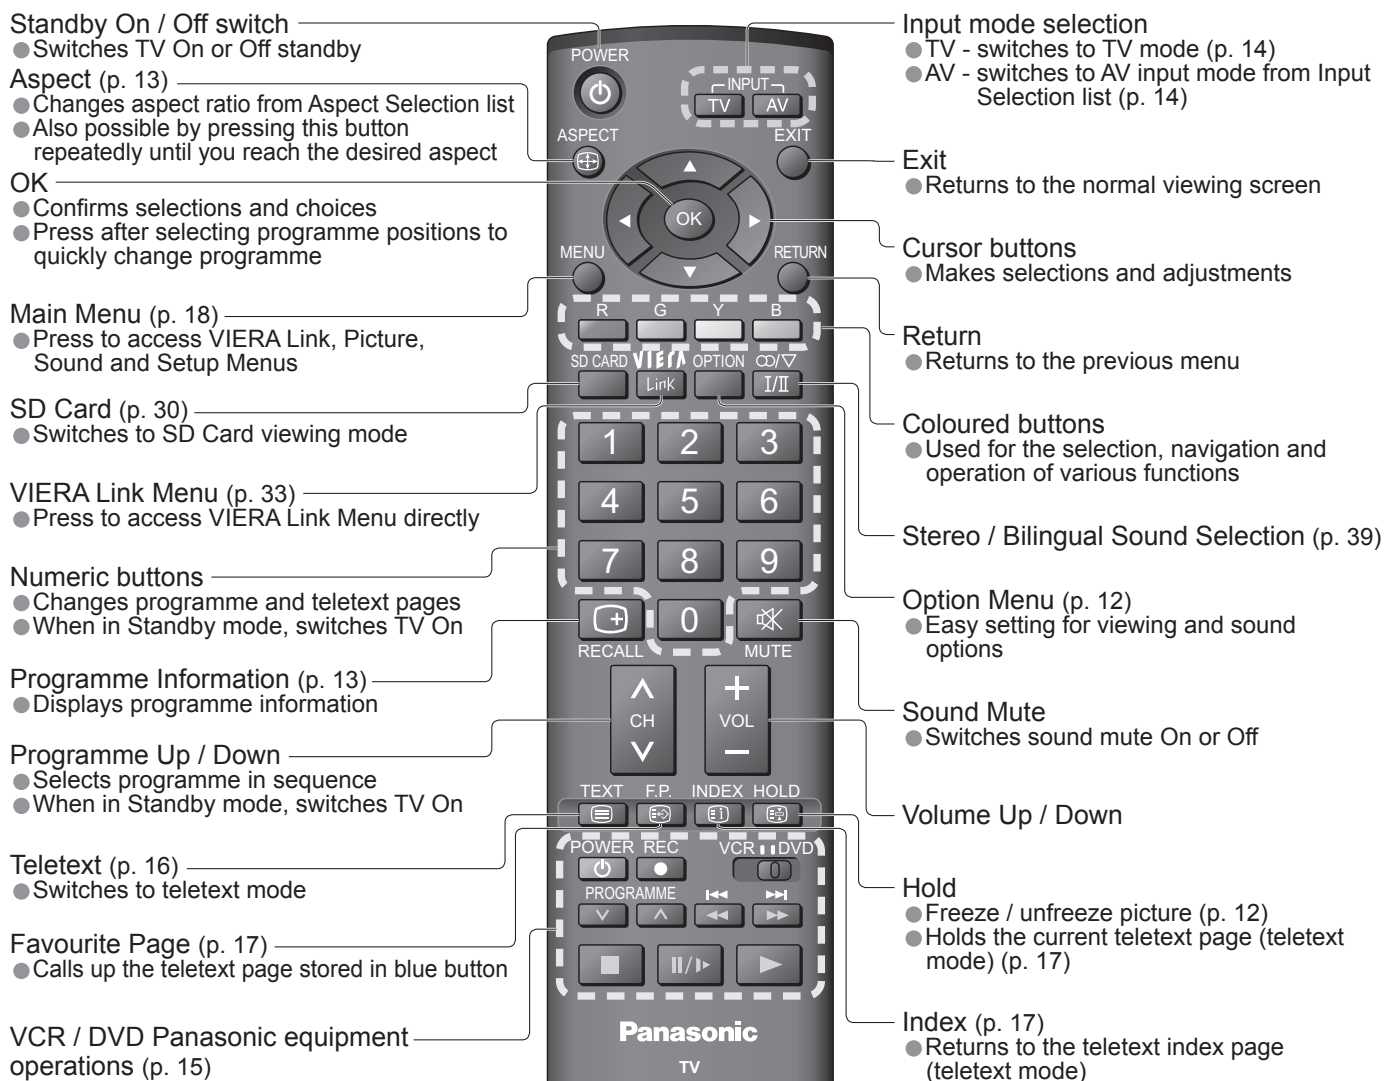 Standby On / Off switch
●Switches TV On or Off standby
Aspect (p. 13)
●Changes aspect ratio from Aspect Selection list
●Also possible by pressing this button
repeatedly until you reach the desired aspect
OK
●Confirms selections and choices
●Press after selecting programme positions to
quickly change programme
Main Menu (p. 18)
●Press to access VIERA Link, Picture,
Sound and Setup Menus
SD Card (p. 30)
●Switches to SD Card viewing mode
VIERA Link Menu (p. 33)
●Press to access VIERA Link Menu directly
Numeric buttons
●Changes programme and teletext pages
●When in Standby mode, switches TV On
Programme Information (p. 13)
●Displays programme information
Programme Up / Down
●Selects programme in sequence
●When in Standby mode, switches TV On
Teletext (p. 16)
●Switches to teletext mode
Favourite Page (p. 17)
●Calls up the teletext page stored in blue button
VCR / DVD Panasonic equipment
operations (p. 15)
POWER
INPUT
TV AV
ASPECT EXIT
OK
MENU RETURN
R G Y B
SD CARD VIERA OPTION
Link I/II
1 2 3
4 5 6
7 8 9
0
RECALL MUTE
CH VOL
TEXT F.P. INDEX HOLD
POWER REC VCR DVD
PROGRAMME
Panasonic
TV
Input mode selection
●TV - switches to TV mode (p. 14)
●AV - switches to AV input mode from Input
Selection list (p. 14)
Exit
●Returns to the normal viewing screen
Cursor buttons
●Makes selections and adjustments
Return
●Returns to the previous menu
Coloured buttons
●Used for the selection, navigation and
operation of various functions
Stereo / Bilingual Sound Selection (p. 39)
Option Menu (p. 12)
●Easy setting for viewing and sound
options
Sound Mute
●Switches sound mute On or Off
Volume Up / Down
Hold
●Freeze / unfreeze picture (p. 12)
●Holds the current teletext page (teletext
mode) (p. 17)
Index (p. 17)
●Returns to the teletext index page
(teletext mode)